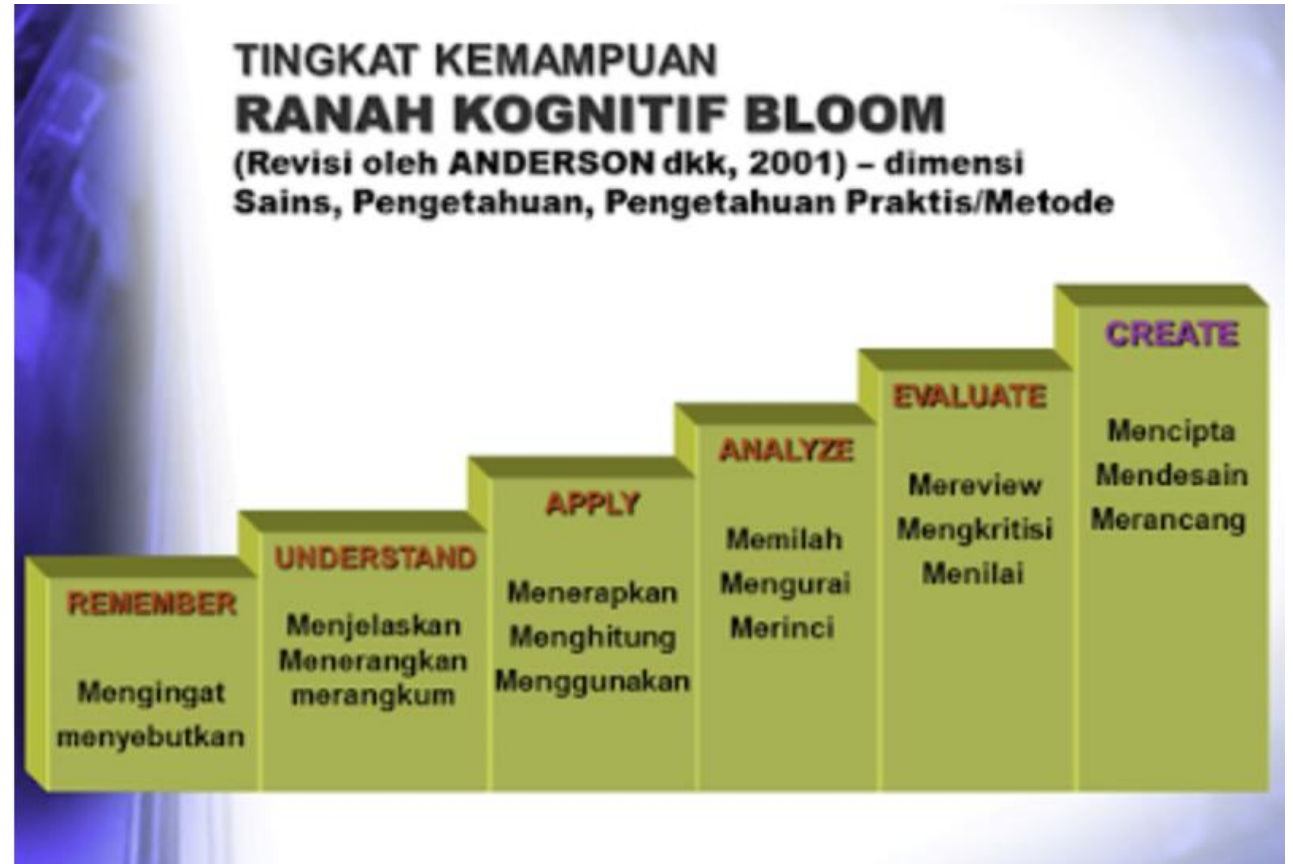 TINGKAT KEMAMPUAN
RANAH KOGNITIF BLOOM
(Revisi oleh ANDERSON dkk, 2001) – dimensi
Sains, Pengetahuan, Pengetahuan Praktis/Metode
REMEMBER
Mengingat
menyebutkan
UNDERSTAND
Menjelaskan
Menerangkan
merangkum
APPLY
Menerapkan
Menghitung
Menggunakan
ANALYZE
Memilah
Mengurai
Merinci
EVALUATE
Mereview
Mengkritisi
Menilai
CREATE
Mencipta
Mendesain
Merancang